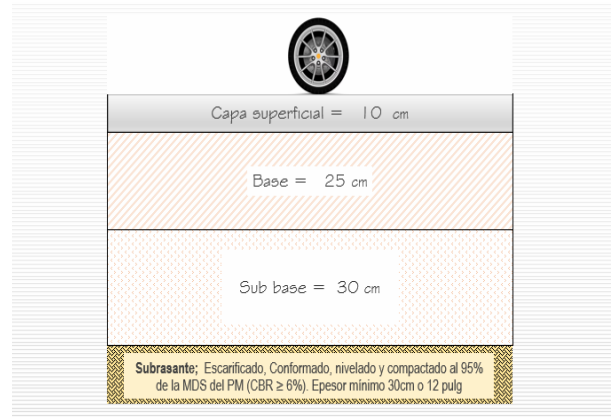 Capa superficial = 10 cm
Base = 25 cm
Sub base = 30 cm
Subrasante; Escarificado, Conformado, nivelado y compactado al 95%
de la MDS del PM (CBR ≥ 6%). Epesor mínimo 30cm o 12 pulg